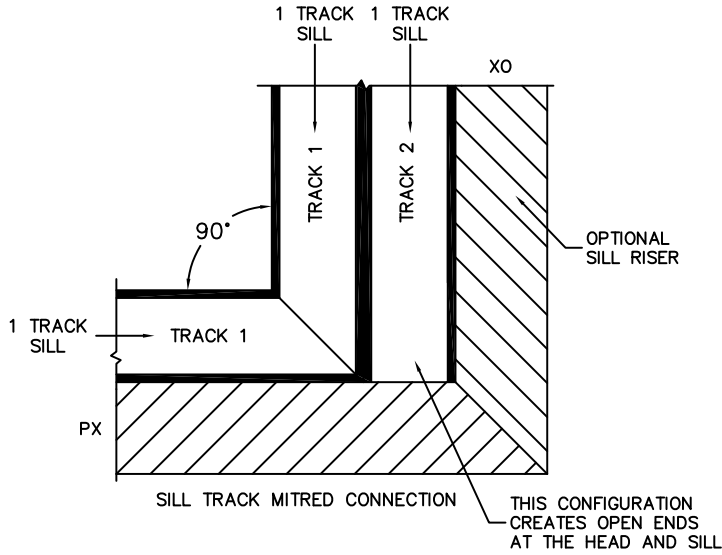 1 TRACK 1 TRACK
SILL SILL
XO
TRACK 1
TRACK 2
90°
OPTIONAL
SILL RISER
1 TRACK
SILL
TRACK 1
PX
SILL TRACK MITRED CONNECTION
THIS CONFIGURATION
CREATES OPEN ENDS
AT THE HEAD AND SILL